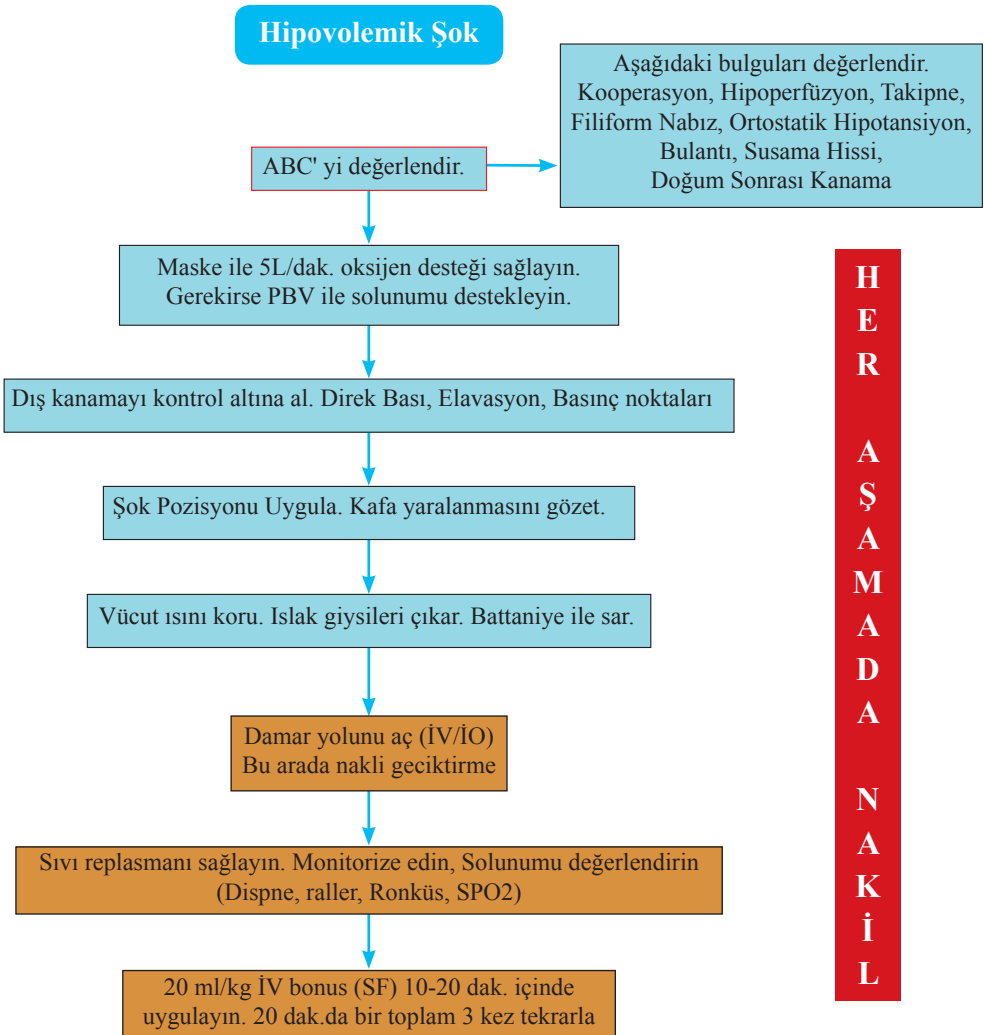 Hipovolemik Şok
Aşağıdaki bulguları değerlendir.
Kooperasyon, Hipoperfüzyon, Takipne,
Filiform Nabız, Ortostatik Hipotansiyon,
Bulantı, Susama Hissi,
Doğum Sonrası Kanama
ABC' yi değerlendir.
Maske ile 5L/dak. oksijen desteği sağlayın.
Gerekirse PBV ile solunumu destekleyin.
Dış kanamayı kontrol altına al. Direk Bası, Elavasyon, Basınç noktaları
Şok Pozisyonu Uygula. Kafa yaralanmasını gözet.
Vücut ısını koru. Islak giysileri çıkar. Battaniye ile sar.
Damar yolunu aç (İV/İO)
Bu arada nakli geciktirme
Sıvı replasmanı sağlayın. Monitorize edin, Solunumu değerlendirin
(Dispne, raller, Ronküs, SPO2)
20 ml/kg İV bonus (SF) 10-20 dak. içinde
uygulayın. 20 dak.da bir toplam 3 kez tekrarla
HER AŞAMADA NAKİL